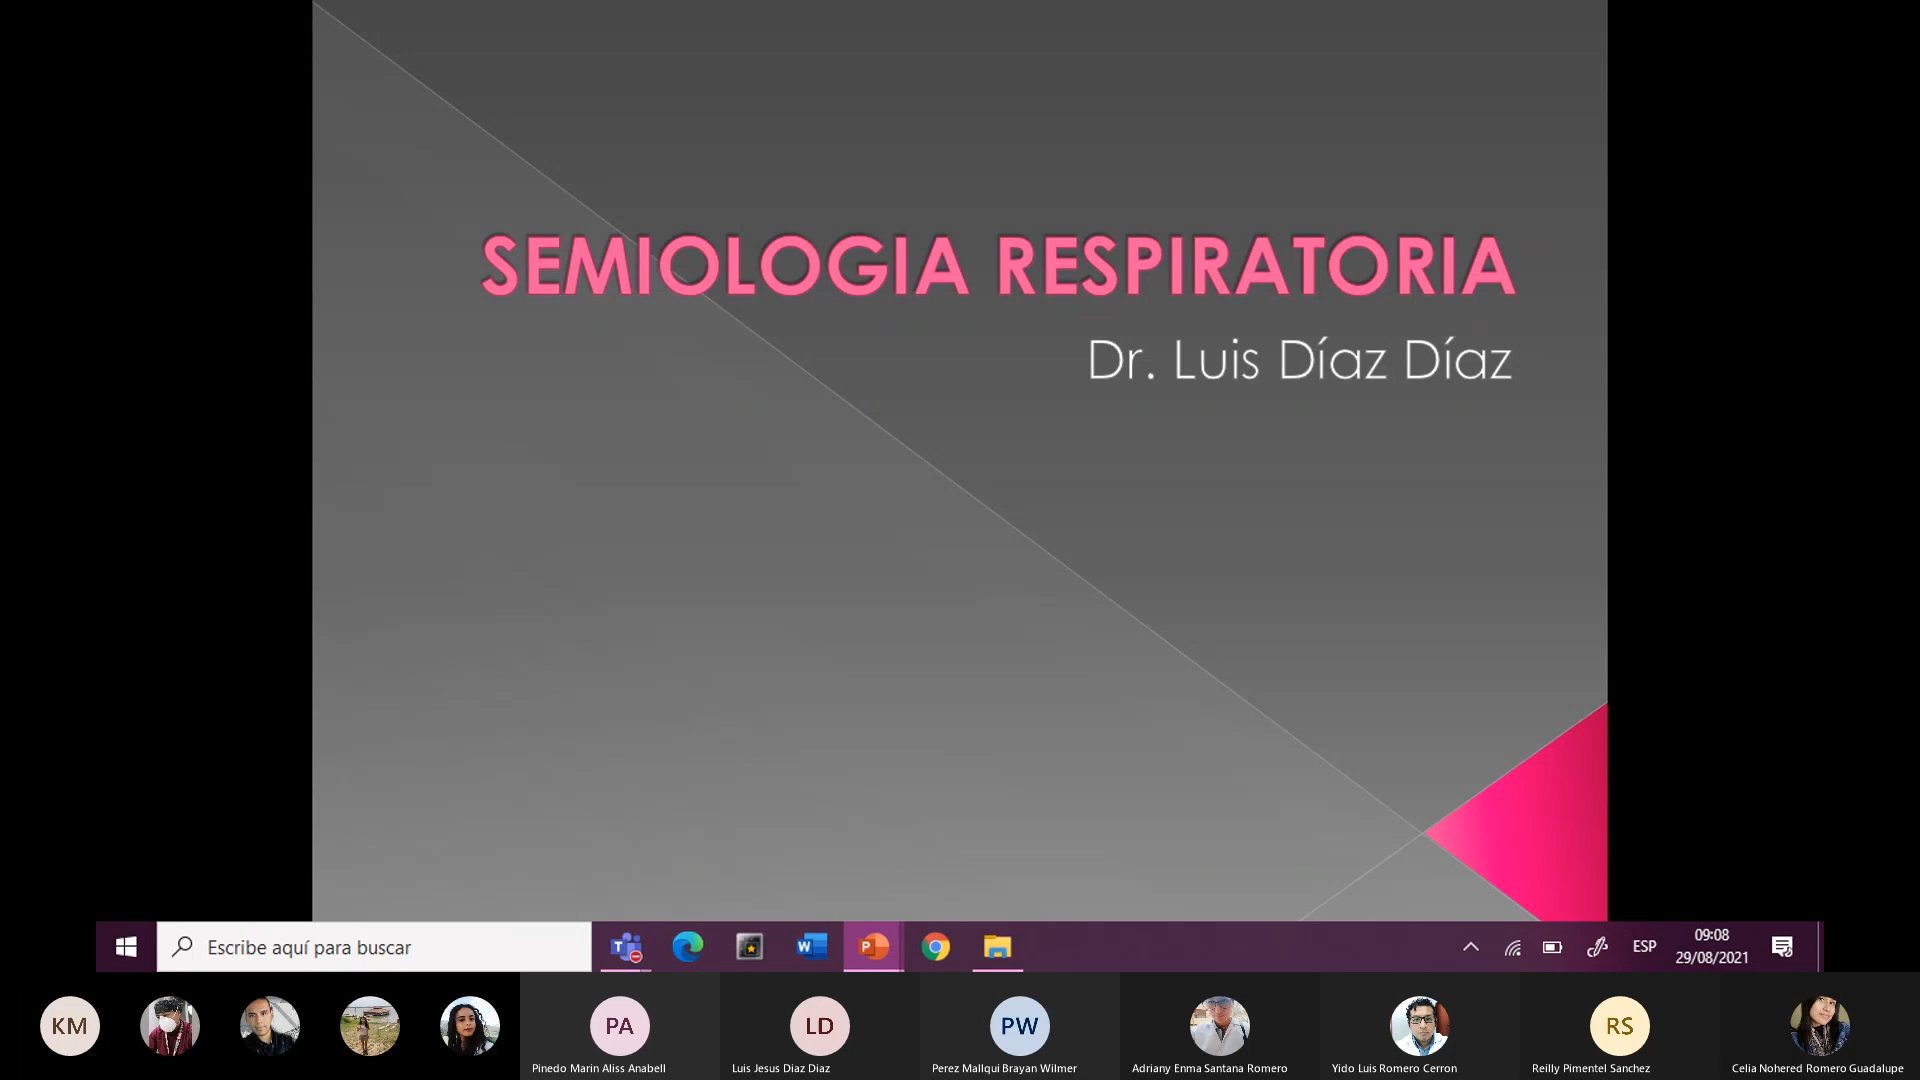 SEMIOLOGIA RESPIRATORIA
Dr. Luis Díaz Díaz
Escribe aquí para buscar
ESP
09:08
29/08/2021
KM
PA
LD
PW
RS
Pinedo Marin Aliss Anabell
Luis Jesus Diaz Diaz
Perez Mallqui Brayan Wilmer
Adriany Enma Santana Romero
Yido Luis Romero Cerron
Reilly Pimentel Sanchez
Celia Nohered Romero Guadalupe